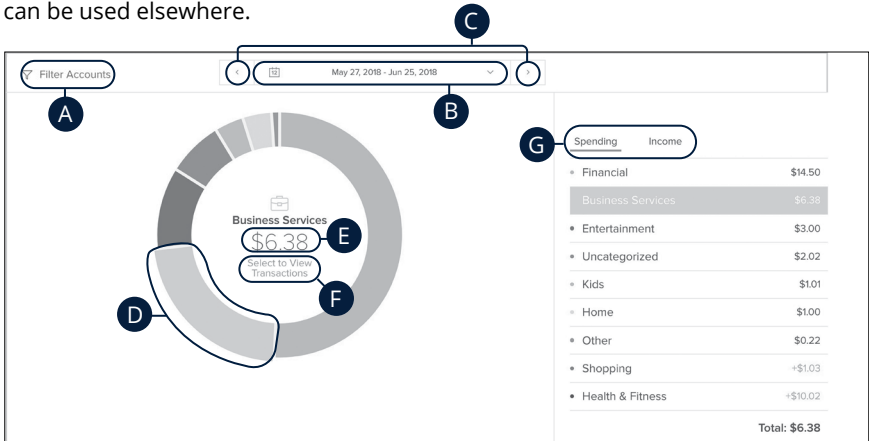 can be used elsewhere.
C
Filter Accounts
12
May 27, 2018 - Jun 25, 2018
A
B
G
Spending Income
Financial $14.50
Business Services $6.38
Entertainment $3.00
Uncategorized $2.02
Kids $1.01
Home $1.00
Other $0.22
Shopping +$1.03
Health & Fitness +$10.02
Total: $6.38
Business Services
$6.38
E
Select to View
Transactions
F
D